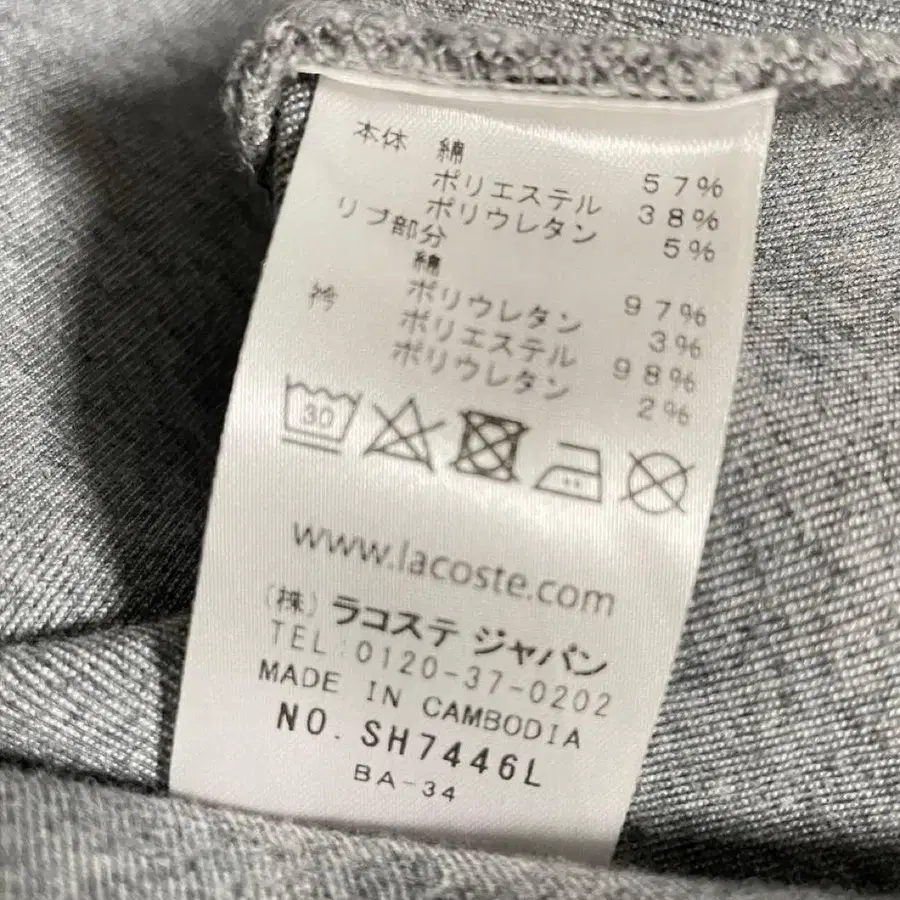 本体 綿 57%
ポリエステル 38%
ポリウレタン 5%
リブ部分
綿 97%
ポリウレタン 3%
衿 ポリエステル 98%
ポリウレタン 2%
30
www.lacoste.com
(株) ラコステ ジャパン
TEL:0120-37-0202
MADE IN CAMBODIA
NO. SH7446L
BA-34